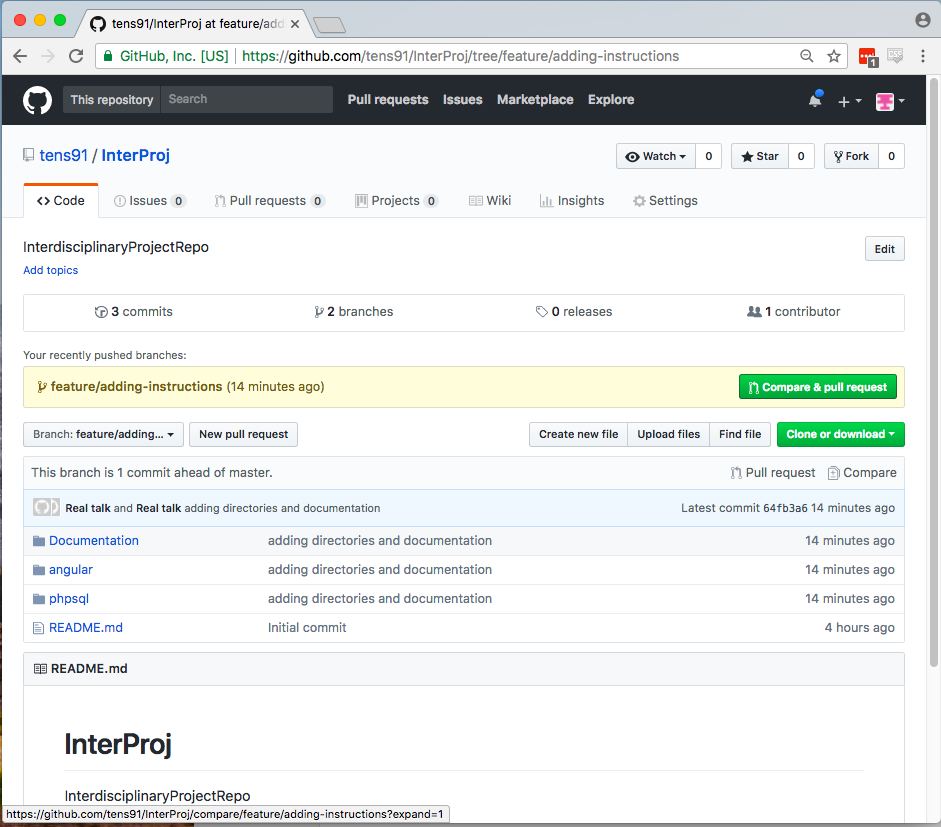 tens91/InterProj at feature/add
GitHub, Inc. [US] https://github.com/tens91/InterProj/tree/feature/adding-instructions 1
This repository Search Pull requests Issues Marketplace Explore
tens91 / InterProj Watch 0 Star 0 Fork 0
Code Issues 0 Pull requests 0 Projects 0 Wiki Insights Settings
InterdisciplinaryProjectRepo Edit
Add topics
3 commits 2 branches 0 releases 1 contributor
Your recently pushed branches:
feature/adding-instructions (14 minutes ago) Compare & pull request
Branch: feature/adding... New pull request Create new file Upload files Find file Clone or download
This branch is 1 commit ahead of master. Pull request Compare
Real talk and Real talk adding directories and documentation Latest commit 64fb3a6 14 minutes ago
Documentation adding directories and documentation 14 minutes ago
angular adding directories and documentation 14 minutes ago
phpsql adding directories and documentation 14 minutes ago
README.md Initial commit 4 hours ago
README.md
InterProj
InterdisciplinaryProjectRepo
https://github.com/tens91/InterProj/compare/feature/adding-instructions?expand=1